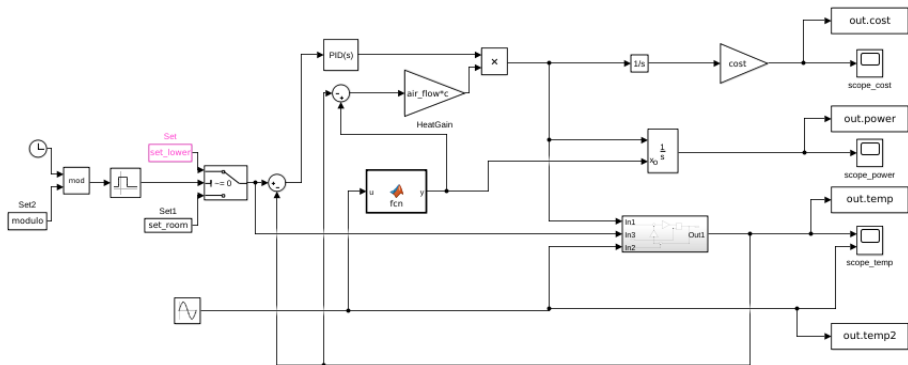 out.cost
PID(s)
×
1/s
cost
air_flow*c
scope_cost
HeatGain
out.power
Set
set_lower
1
s
x0
mod
~= 0
scope_power
Set2
modulo
Set1
set_room
u
fcn
y
out.temp
In1
In3
In2
Out1
scope_temp
out.temp2